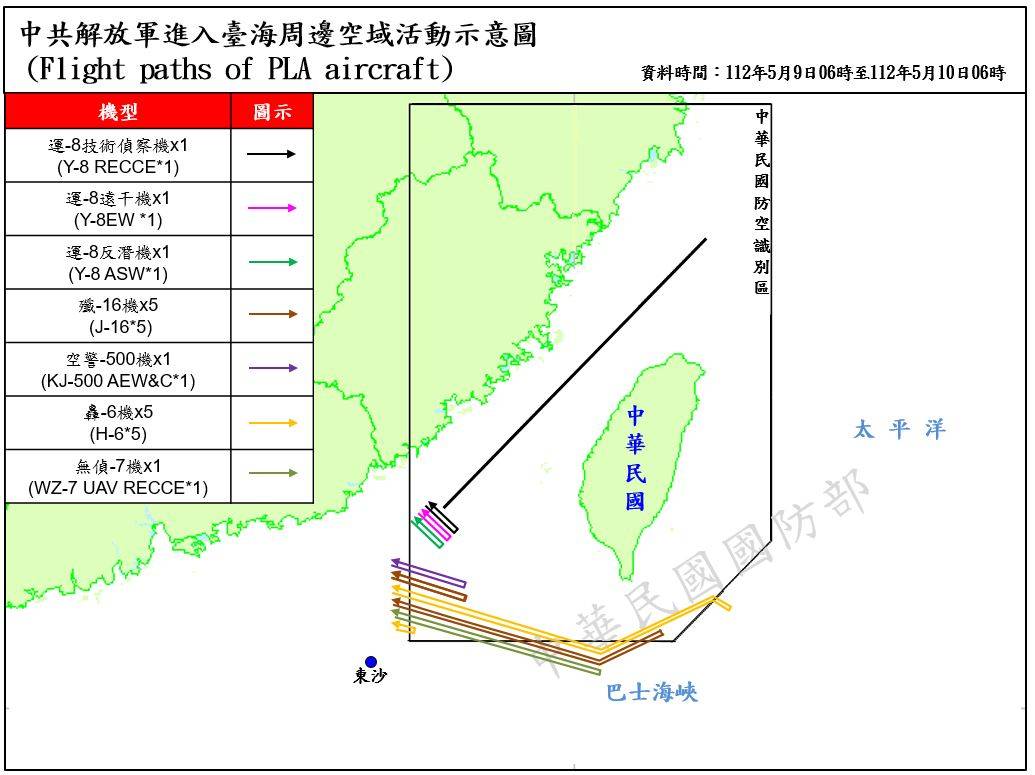 中共解放軍進入臺海周邊空域活動示意圖
(Flight paths of PLA aircraft)
資料時間：112年5月9日06時至112年5月10日06時
機型
圖示
運-8技術偵察機x1
(Y-8 RECCE*1)
運-8遠干機x1
(Y-8EW *1)
運-8反潛機x1
(Y-8 ASW*1)
殲-16機x5
(J-16*5)
空警-500機x1
(KJ-500 AEW&C*1)
轟-6機x5
(H-6*5)
無偵-7機x1
(WZ-7 UAV RECCE*1)
中華民國防空識別區
中華民國
太平洋
中華民國國防部
東沙
巴士海峽